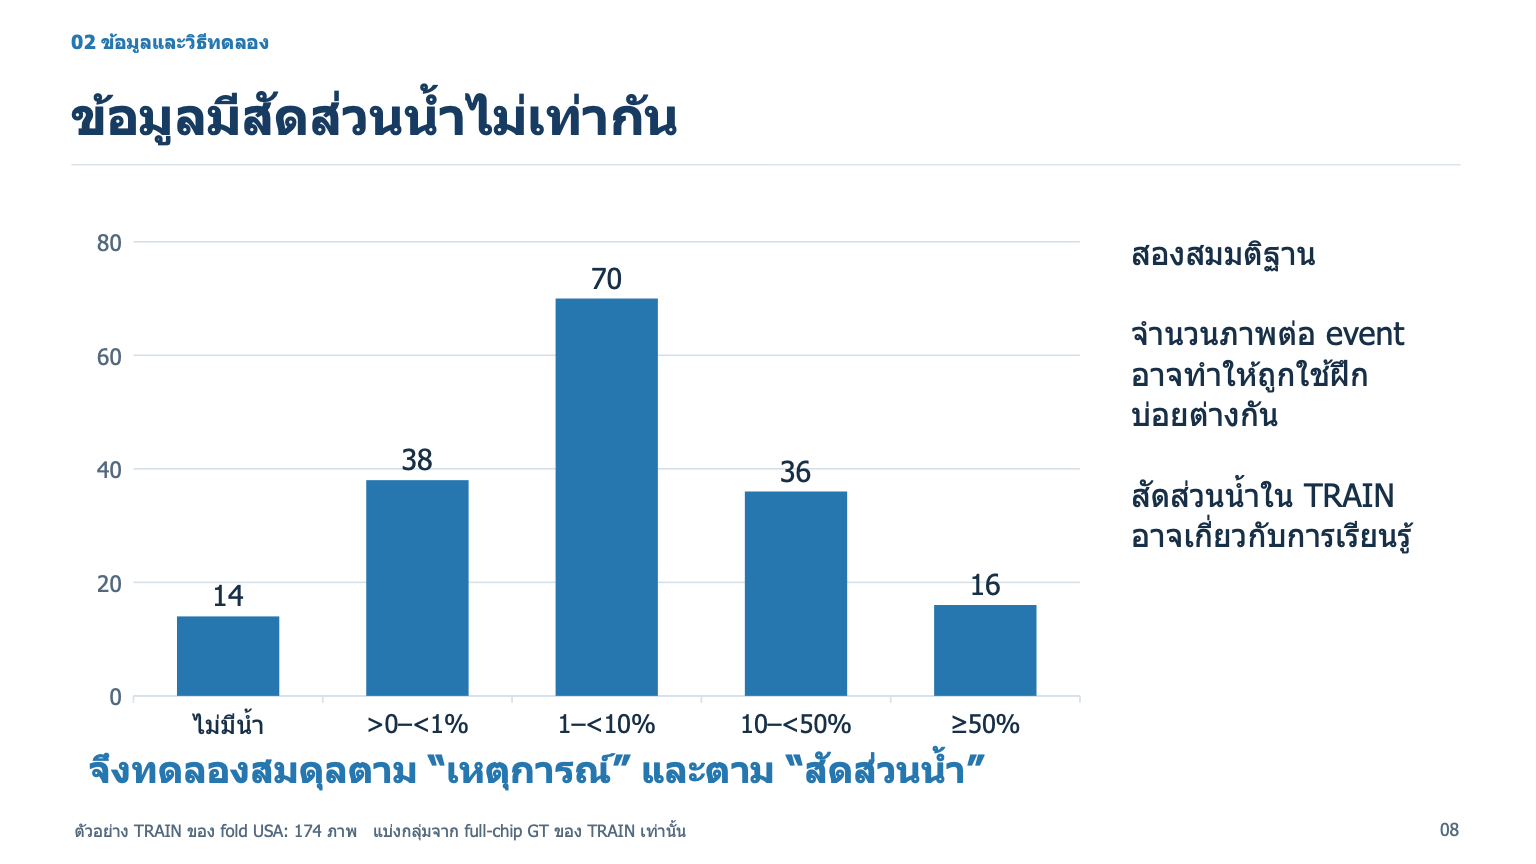 02 ข้อมูลและวิธีทดลอง
ข้อมูลมีสัดส่วนน้ำไม่เท่ากัน
80
60
40
20
0
14
38
70
36
16
ไม่มีน้ำ
>0–<1%
1–<10%
10–<50%
≥50%
สองสมมติฐาน
จำนวนภาพต่อ event
อาจทำให้ถูกใช้ฝึก
บ่อยต่างกัน
สัดส่วนน้ำใน TRAIN
อาจเกี่ยวกับการเรียนรู้
จึงทดลองสมดุลตาม “เหตุการณ์” และตาม “สัดส่วนน้ำ”
ตัวอย่าง TRAIN ของ fold USA: 174 ภาพ แบ่งกลุ่มจาก full-chip GT ของ TRAIN เท่านั้น
08